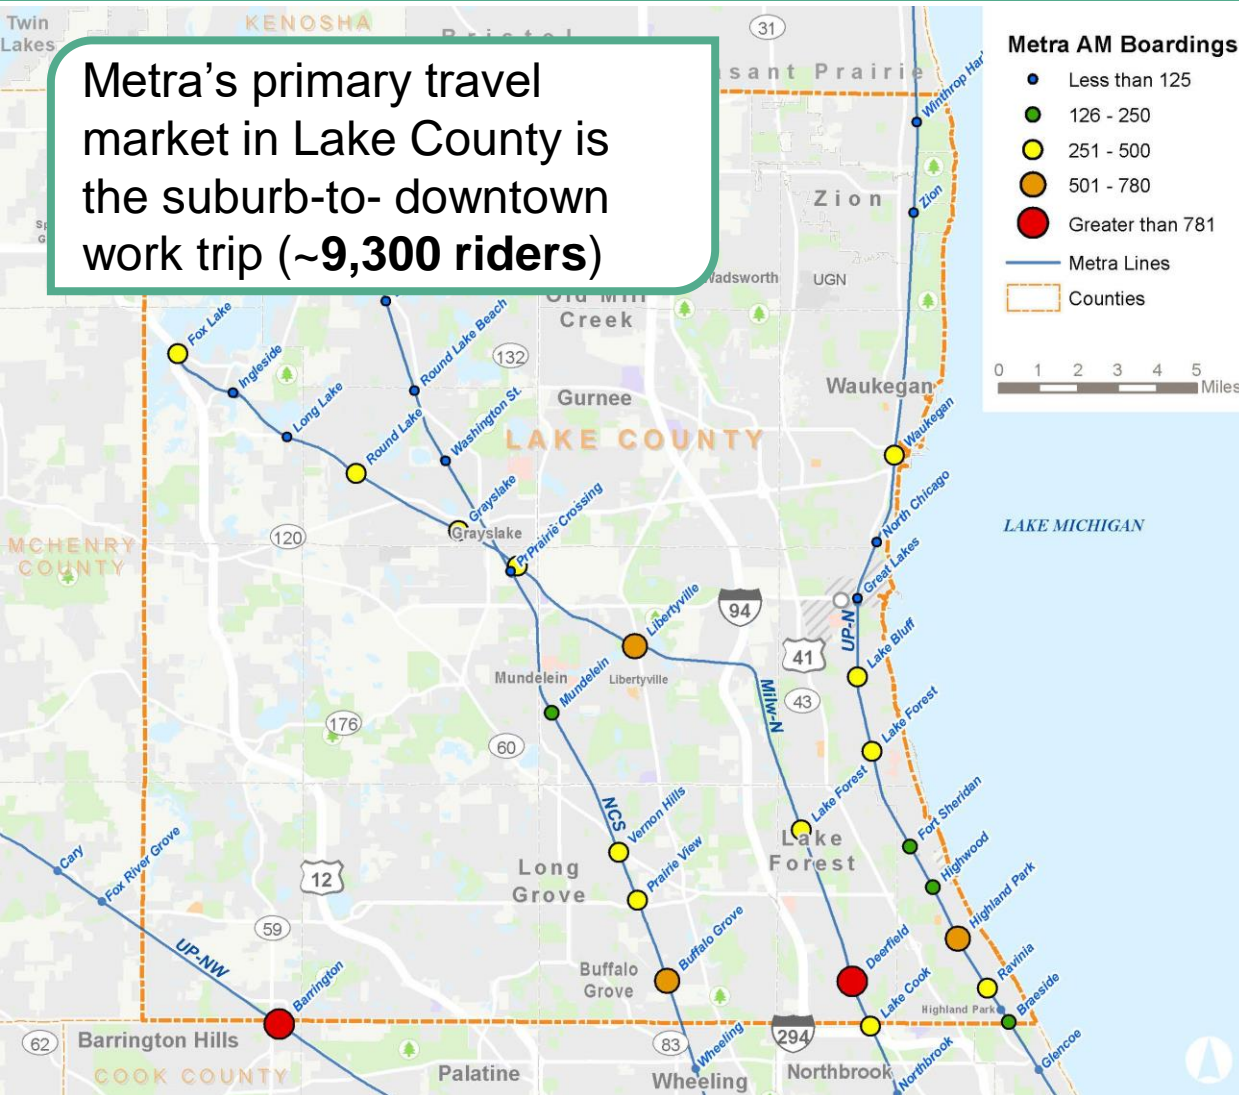 Twin
Lakes
KENOSHA
Bristol
31
Metra's primary travel
market in Lake County is
the suburb-to- downtown
work trip (~9,300 riders)
asant Prairie
Winthrop Har
Metra AM Boardings
Less than 125
126 - 250
251 - 500
501 - 780
Greater than 781
Metra Lines
Counties
0 1 2 3 4 5
Miles
Zion
Zion
Wadsworth
UGN
Old Mill
Creek
Fox Lake
Ingleside
Long Lake
Round Lake
Round Lake Beach
Washington St.
132
Gurnee
Waukegan
Waukegan
LAKE COUNTY
Grayslake
Grayslake
Prairie Crossing
North Chicago
Great Lakes
LAKE MICHIGAN
120
MCHENRY
COUNTY
94
41
43
UP-N
Lake Bluff
Libertyville
Libertyville
Mundelein
Mundelein
Milw-N
Lake Forest
176
60
NCS
Vernon Hills
Lake Forest
Lake
Forest
Fort Sheridan
Highwood
Prairie View
Long
Grove
Cary
Fox River Grove
12
59
UP-NW
Barrington
Buffalo Grove
Buffalo
Grove
Deerfield
Lake Cook
Highland Park
Ravinia
Highland Park
Braeside
Glencoe
62
Barrington Hills
COOK COUNTY
Palatine
83
Wheeling
Wheeling
294
Northbrook
Northbrook